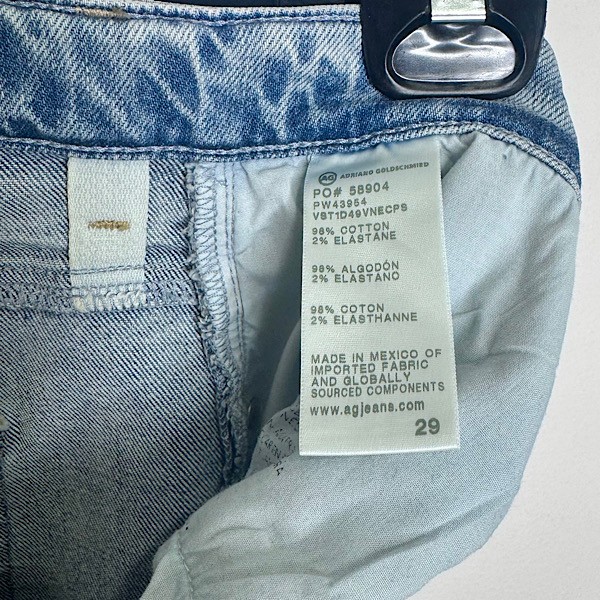 AG ADRIANO GOLDSCHMIED
PO# 58904
PW43954
VST1D49VNECPS
98% COTTON
2% ELASTANE
98% ALGODÓN
2% ELASTANO
98% COTON
2% ELASTHANNE
MADE IN MEXICO OF
IMPORTED FABRIC
AND GLOBALLY
SOURCED COMPONENTS
www.agjeans.com
29